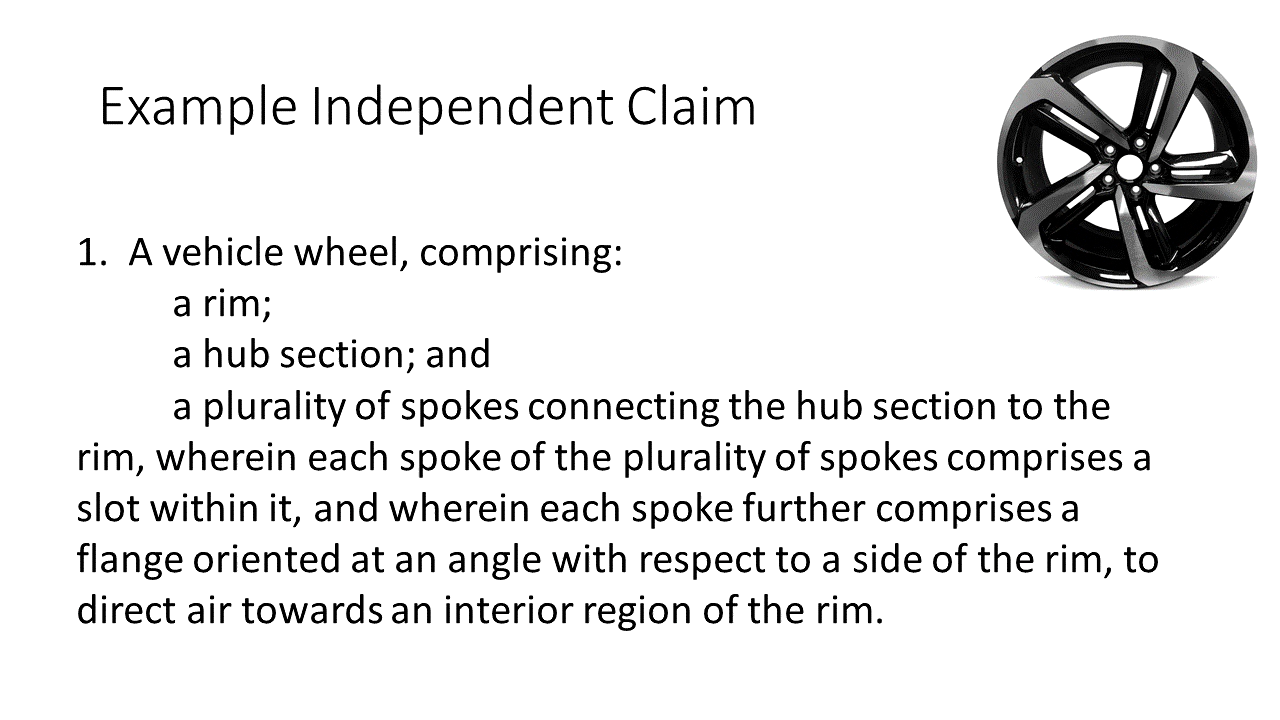 Example Independent Claim
1. A vehicle wheel, comprising:
a rim;
a hub section; and
a plurality of spokes connecting the hub section to the
rim, wherein each spoke of the plurality of spokes comprises a
slot within it, and wherein each spoke further comprises a
flange oriented at an angle with respect to a side of the rim, to
direct air towards an interior region of the rim.